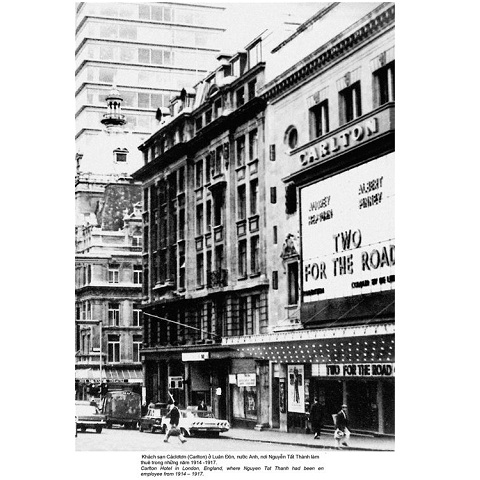 CARLTON
AUDREY
HEPBURN
ALBERT
FINNEY
TWO
FOR THE ROAD
TWO FOR THE ROAD
Khách sạn Cáclơtơn (Carlton) ở Luân Đôn, nước Anh, nơi Nguyễn Tất Thành làm
thuê trong những năm 1914 -1917.
Carlton Hotel in London, England, where Nguyen Tat Thanh had been en
employee from 1914 – 1917.